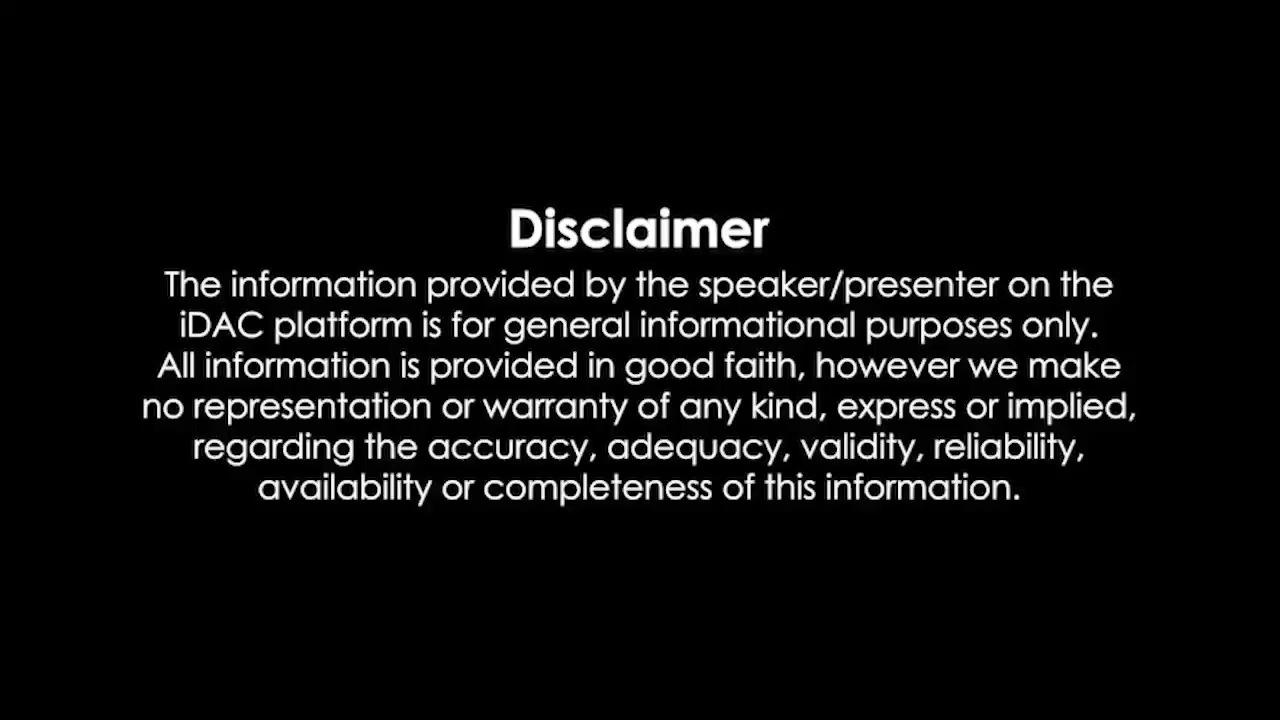 Disclaimer
The information provided by the speaker/presenter on the
iDAC platform is for general informational purposes only.
All information is provided in good faith, however we make
no representation or warranty of any kind, express or implied,
regarding the accuracy, adequacy, validity, reliability,
availability or completeness of this information.